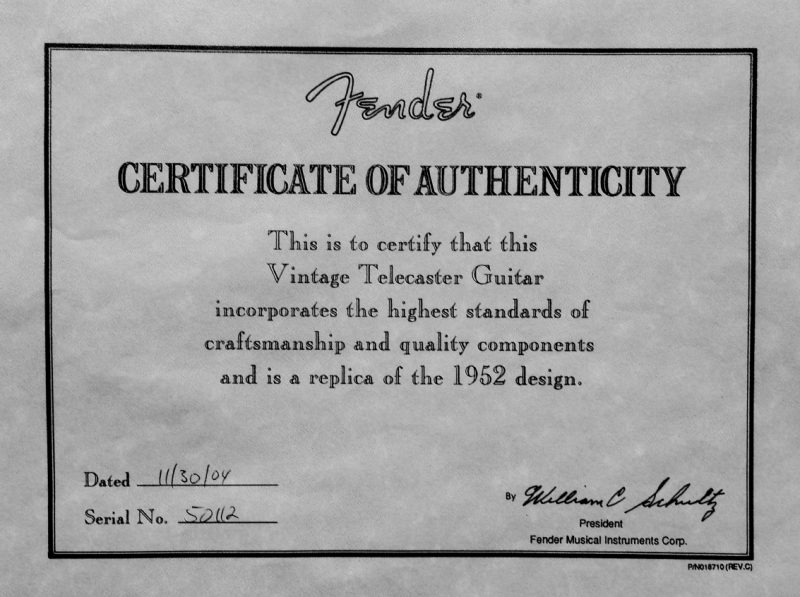 Fender®
CERTIFICATE OF AUTHENTICITY
This is to certify that this
Vintage Telecaster Guitar
incorporates the highest standards of
craftsmanship and quality components
and is a replica of the 1952 design.
Dated 11/30/04
Serial No. 50112
By William C Schultz
President
Fender Musical Instruments Corp.
P/N018710 (REV.C)